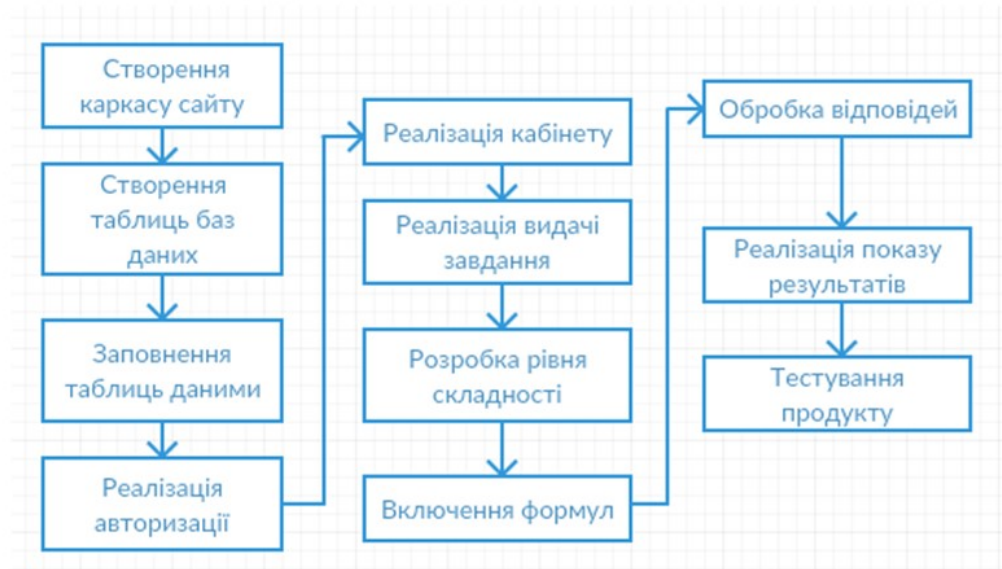 Створення
каркасу сайту
Створення
таблиць баз
даних
Заповнення
таблиць даними
Реалізація
авторизації
Реалізація кабінету
Реалізація видачі
завдання
Розробка рівня
складності
Включення формул
Обробка відповідей
Реалізація показу
результатів
Тестування
продукту